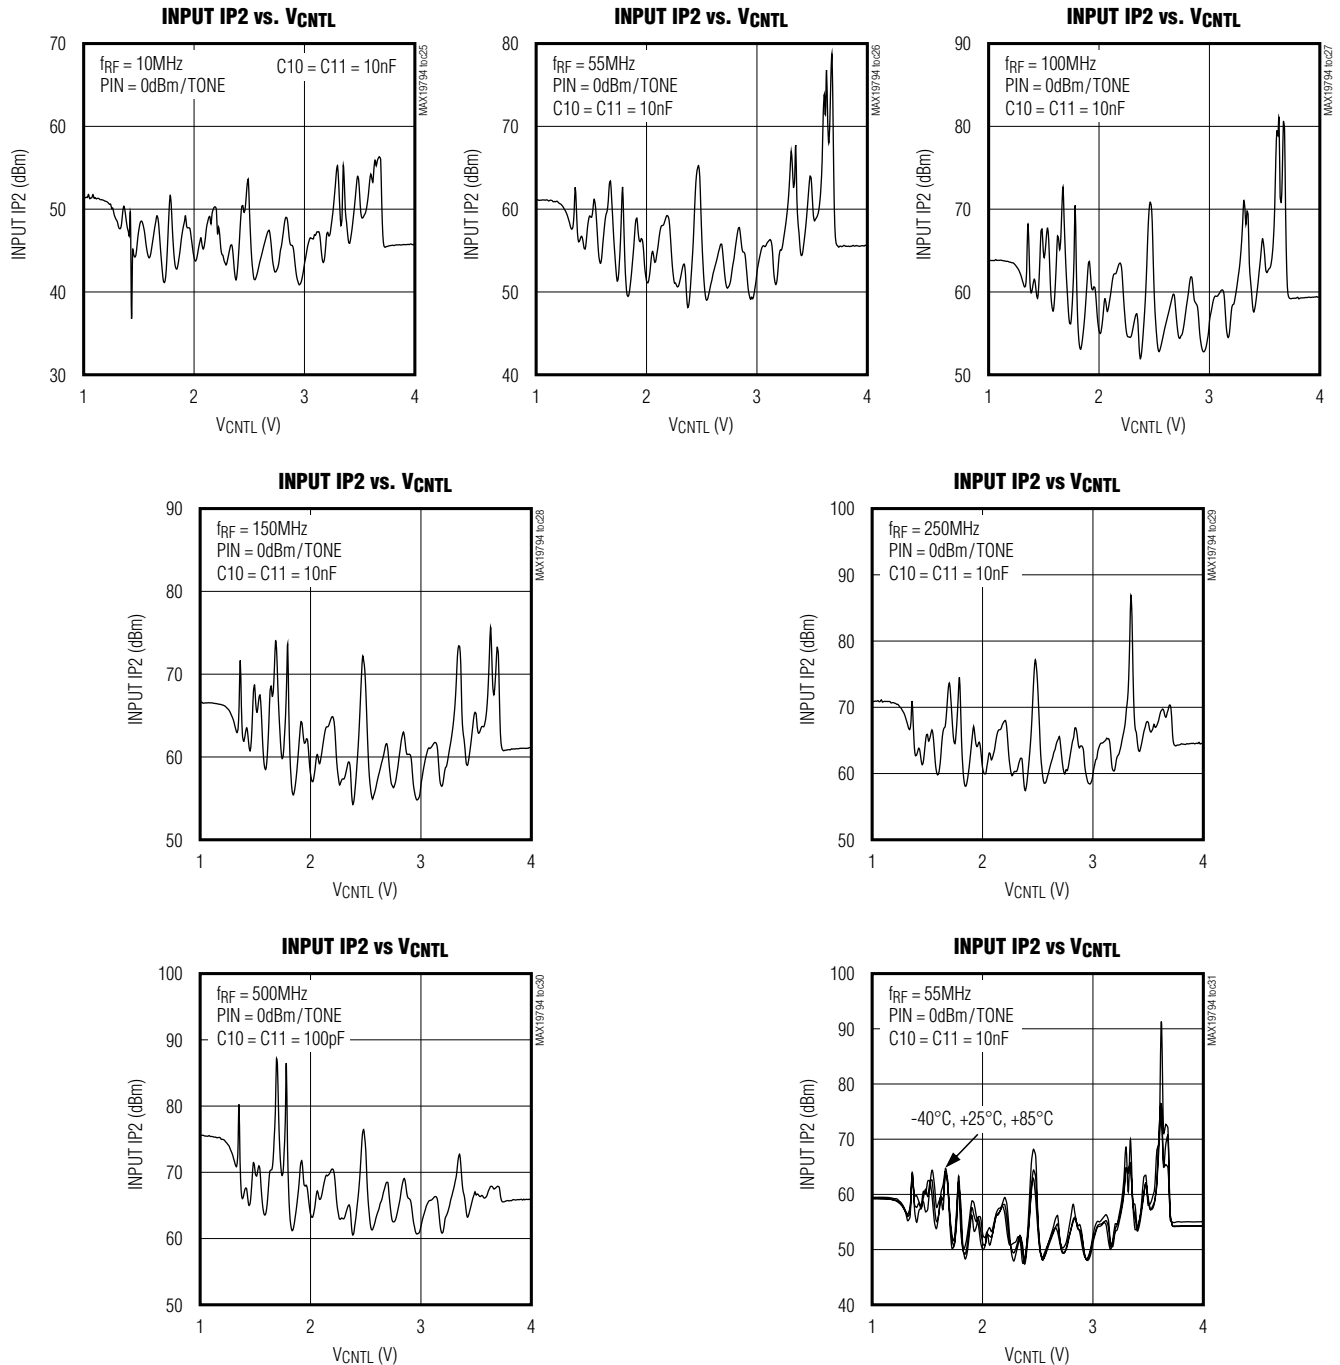 INPUT IP2 vs. VCNTL
fRF = 10MHz
PIN = 0dBm/TONE
C10 = C11 = 10nF
MAX19794 toc25
INPUT IP2 (dBm)
70
60
50
40
30
1 2 3 4
VCNTL (V)
INPUT IP2 vs. VCNTL
fRF = 55MHz
PIN = 0dBm/TONE
C10 = C11 = 10nF
MAX19794 toc26
INPUT IP2 (dBm)
80
70
60
50
40
1 2 3 4
VCNTL (V)
INPUT IP2 vs. VCNTL
fRF = 100MHz
PIN = 0dBm/TONE
C10 = C11 = 10nF
MAX19794 toc27
INPUT IP2 (dBm)
90
80
70
60
50
1 2 3 4
VCNTL (V)
INPUT IP2 vs. VCNTL
fRF = 150MHz
PIN = 0dBm/TONE
C10 = C11 = 10nF
MAX19794 toc28
INPUT IP2 (dBm)
90
80
70
60
50
1 2 3 4
VCNTL (V)
INPUT IP2 vs VCNTL
fRF = 250MHz
PIN = 0dBm/TONE
C10 = C11 = 10nF
MAX19794 toc29
INPUT IP2 (dBm)
100
90
80
70
60
50
1 2 3 4
VCNTL (V)
INPUT IP2 vs VCNTL
fRF = 500MHz
PIN = 0dBm/TONE
C10 = C11 = 100pF
MAX19794 toc30
INPUT IP2 (dBm)
100
90
80
70
60
50
1 2 3 4
VCNTL (V)
INPUT IP2 vs VCNTL
fRF = 55MHz
PIN = 0dBm/TONE
C10 = C11 = 10nF
-40°C, +25°C, +85°C
MAX19794 toc31
INPUT IP2 (dBm)
100
90
80
70
60
50
40
1 2 3 4
VCNTL (V)